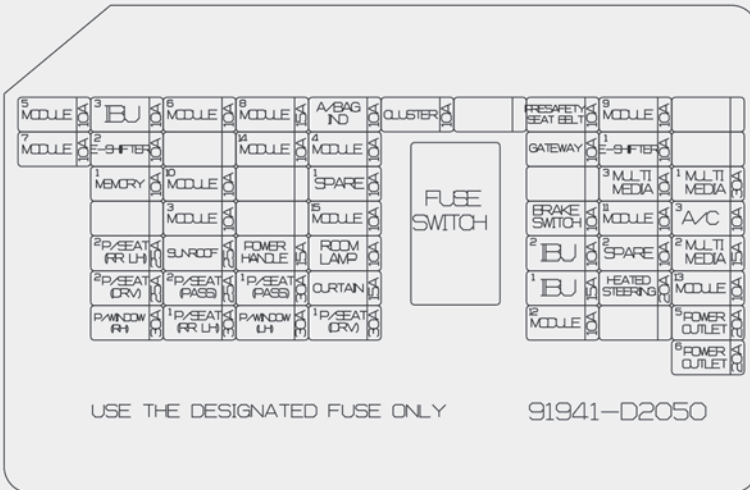 5 MODULE 10A
3 IBU 10A
6 MODULE 10A
8 MODULE 15A
A/BAG
IND 10A
CLUSTER 10A
PRESAFETY
SEAT BELT 10A
9 MODULE 10A
7 MODULE 10A
2 E-SHIFTER 10A
14 MODULE 10A
4 MODULE 10A
GATEWAY 10A
1 E-SHIFTER 10A
1 MEMORY 10A
10 MODULE 10A
1 SPARE 10A
FUSE
SWITCH
3 MULTI
MEDIA 10A
1 MULTI
MEDIA 30A
3 MODULE 10A
15 MODULE 10A
BRAKE
SWITCH 10A
11 MODULE 10A
3 A/C 10A
2 P/SEAT
(RR LH) 25A
SUNROOF 25A
POWER
HANDLE 15A
ROOM
LAMP 10A
2 IBU 10A
2 SPARE
2 MULTI
MEDIA 15A
2 P/SEAT
(DRV) 25A
2 P/SEAT
(PASS) 25A
1 P/SEAT
(PASS) 30A
CURTAIN 15A
1 IBU 15A
HEATED
STEERING
13 MODULE 10A
P/WINDOW
(RH) 30A
1 P/SEAT
(RR LH) 30A
P/WINDOW
(LH) 30A
1 P/SEAT
(DRV) 30A
12 MODULE 10A
5 POWER
OUTLET 20A
6 POWER
OUTLET 20A
USE THE DESIGNATED FUSE ONLY
91941-D2050